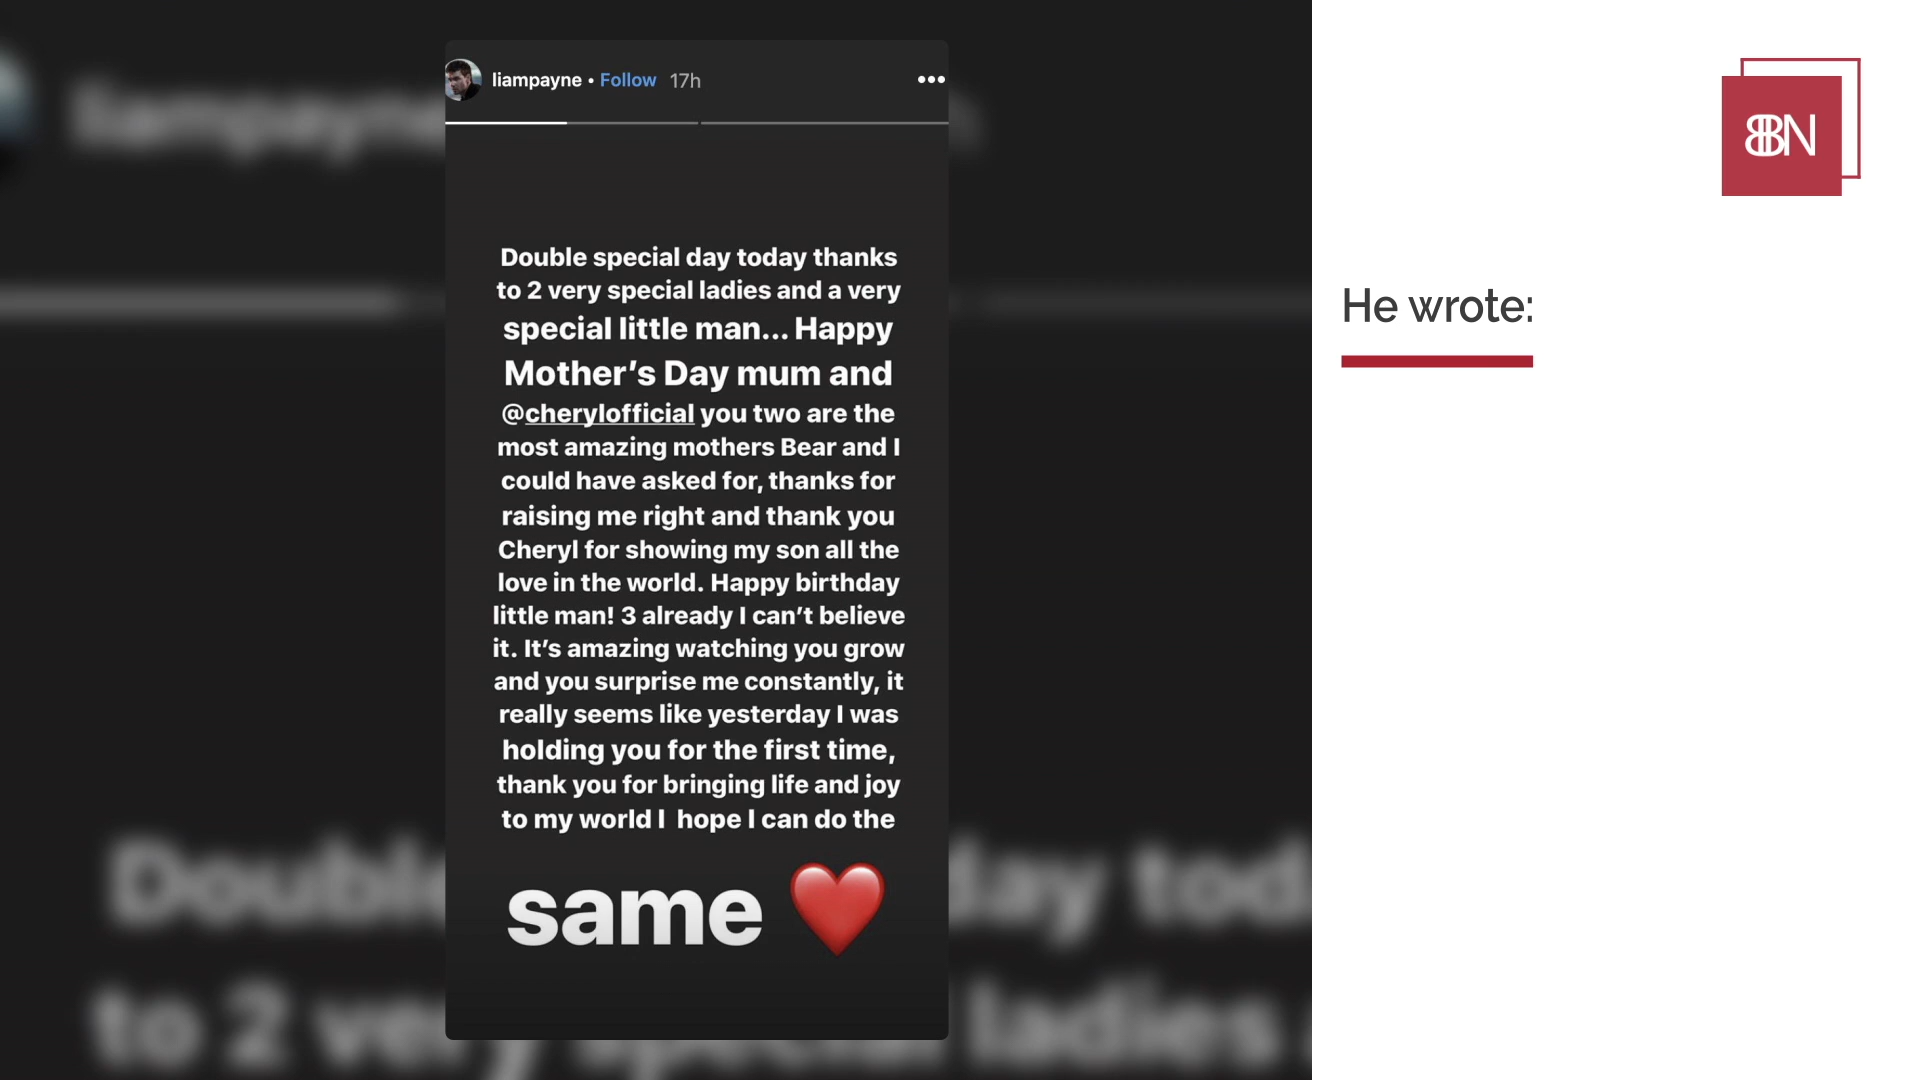 liampayne • Follow 17h
Double special day today thanks
to 2 very special ladies and a very
special little man... Happy
Mother's Day mum and
@cherylofficial you two are the
most amazing mothers Bear and I
could have asked for, thanks for
raising me right and thank you
Cheryl for showing my son all the
love in the world. Happy birthday
little man! 3 already I can't believe
it. It's amazing watching you grow
and you surprise me constantly, it
really seems like yesterday I was
holding you for the first time,
thank you for bringing life and joy
to my world I  hope I can do the
same ❤️
BBN
He wrote: